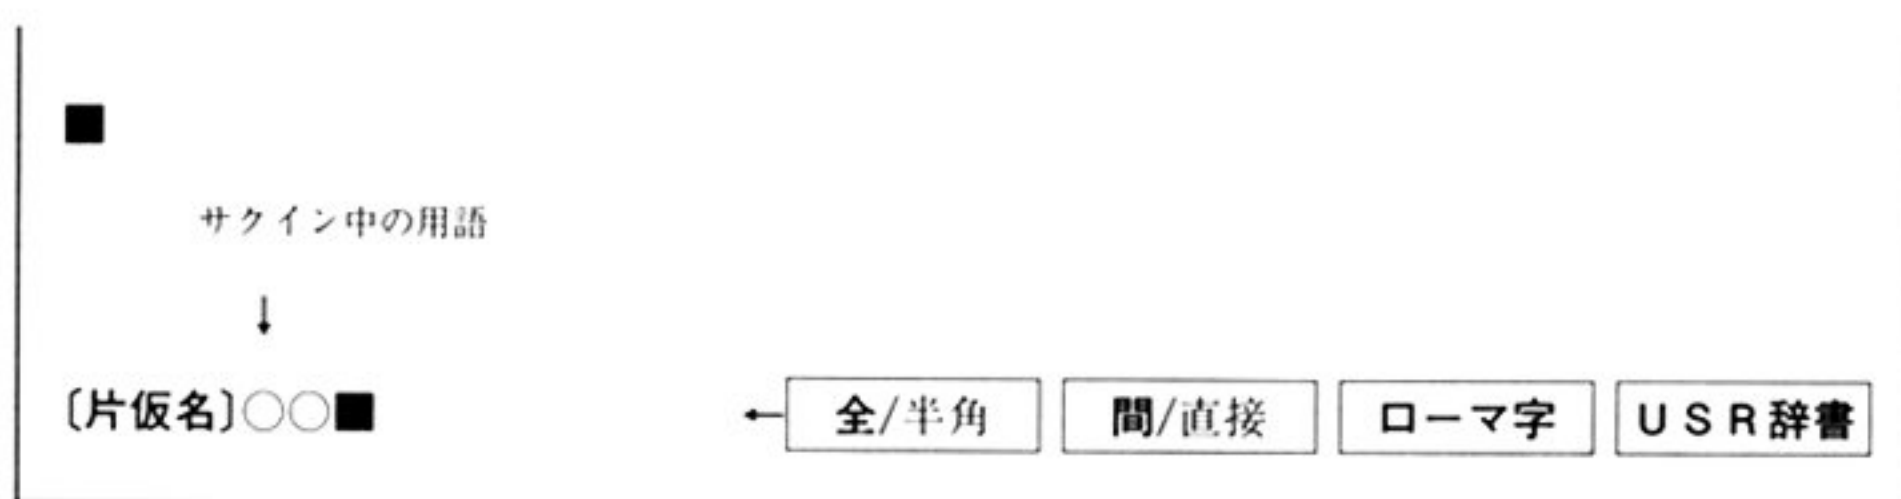 ■
サクイン中の用語
↓
〔片仮名〕○○■ ← 全/半角 間/直接 ローマ字 USR辞書